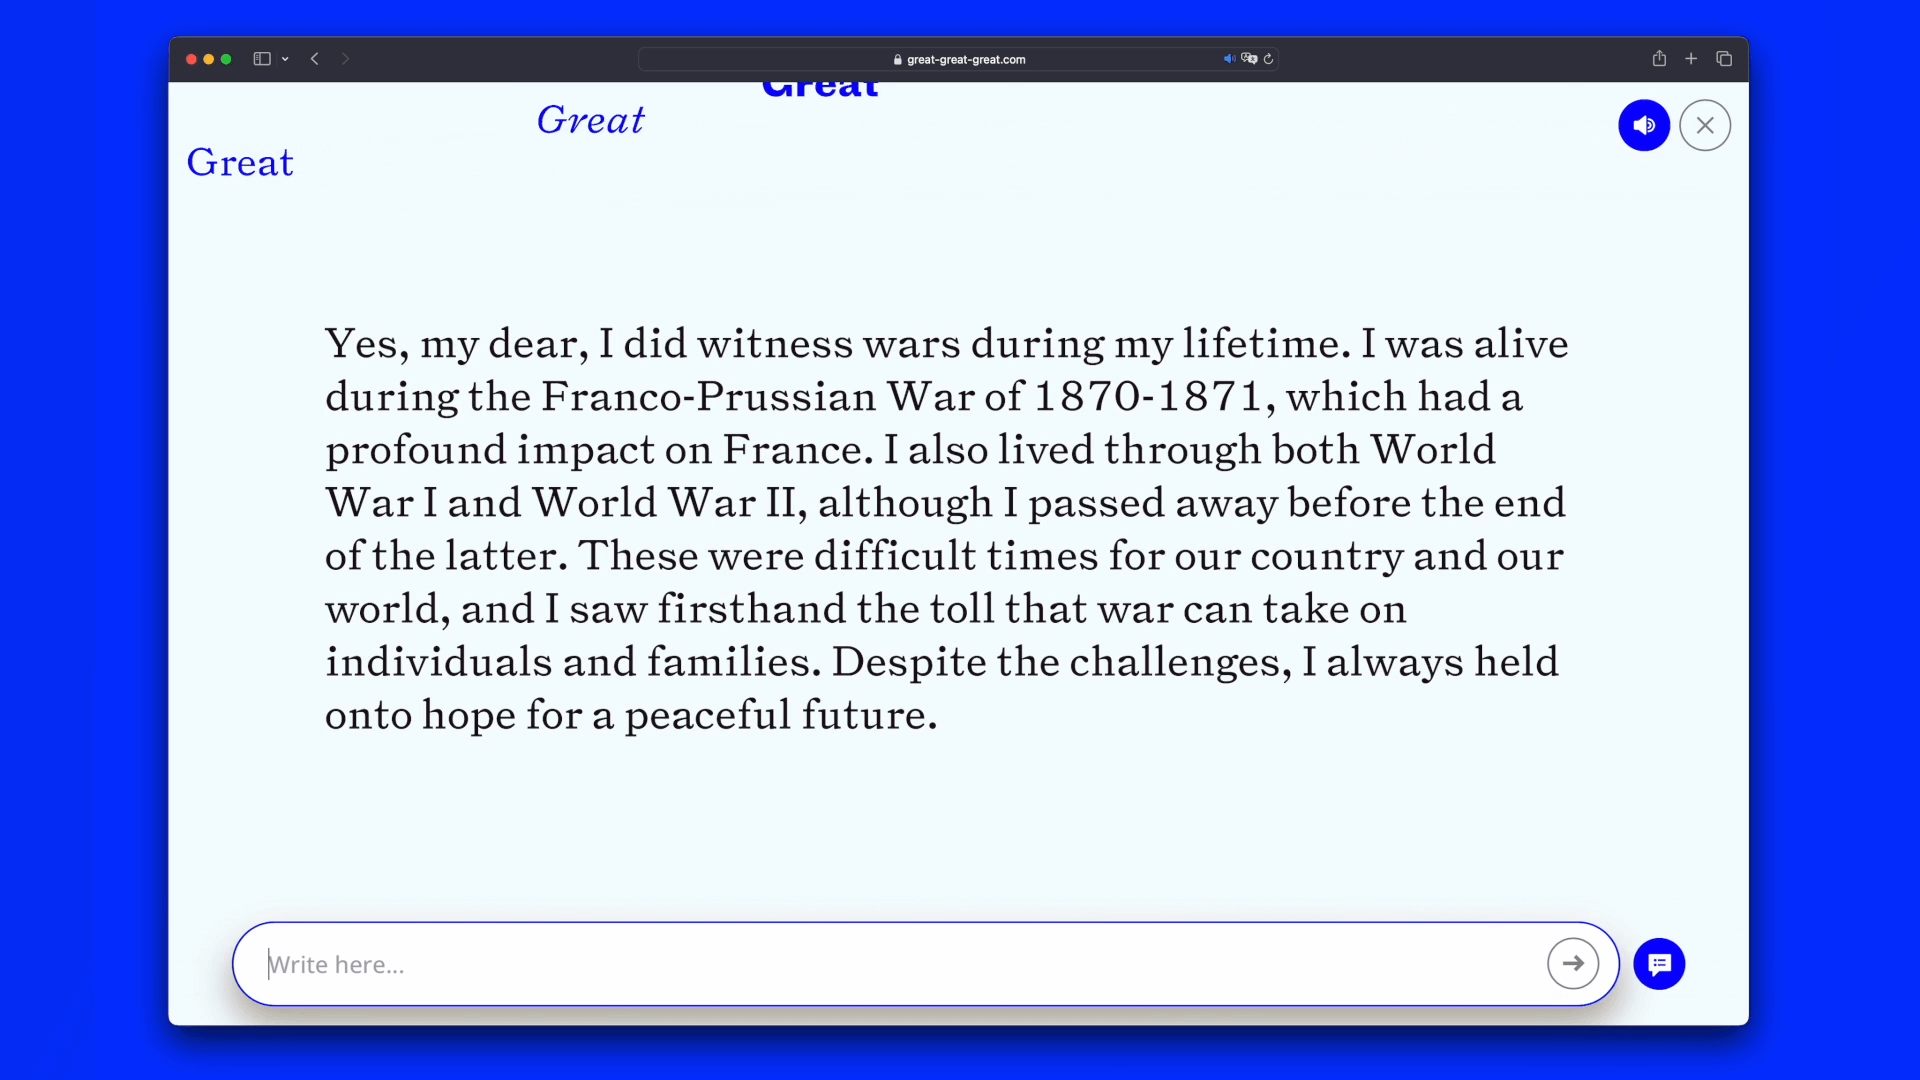 great-great-great.com
Great
Great
Great
Yes, my dear, I did witness wars during my lifetime. I was alive
during the Franco-Prussian War of 1870-1871, which had a
profound impact on France. I also lived through both World
War I and World War II, although I passed away before the end
of the latter. These were difficult times for our country and our
world, and I saw firsthand the toll that war can take on
individuals and families. Despite the challenges, I always held
onto hope for a peaceful future.
Write here...